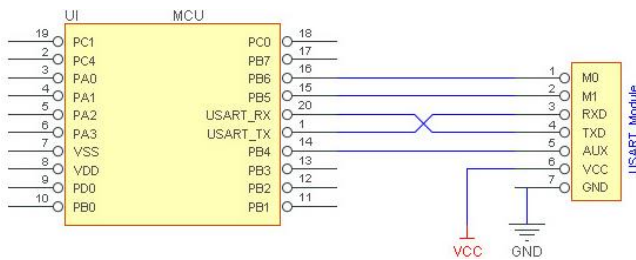 UI MCU
19 PC1 PC0 18
2 PC4 PB7 17
3 PA0 PB6 16 1 M0
4 PA1 PB5 15 2 M1
5 PA2 USART_RX 20 3 RXD
6 PA3 USART_TX 1 4 TXD
7 VSS PB4 14 5 AUX
8 VDD PB3 13 6 VCC
9 PD0 PB2 12 7 GND
10 PB0 PB1 11
USART_Module
VCC GND